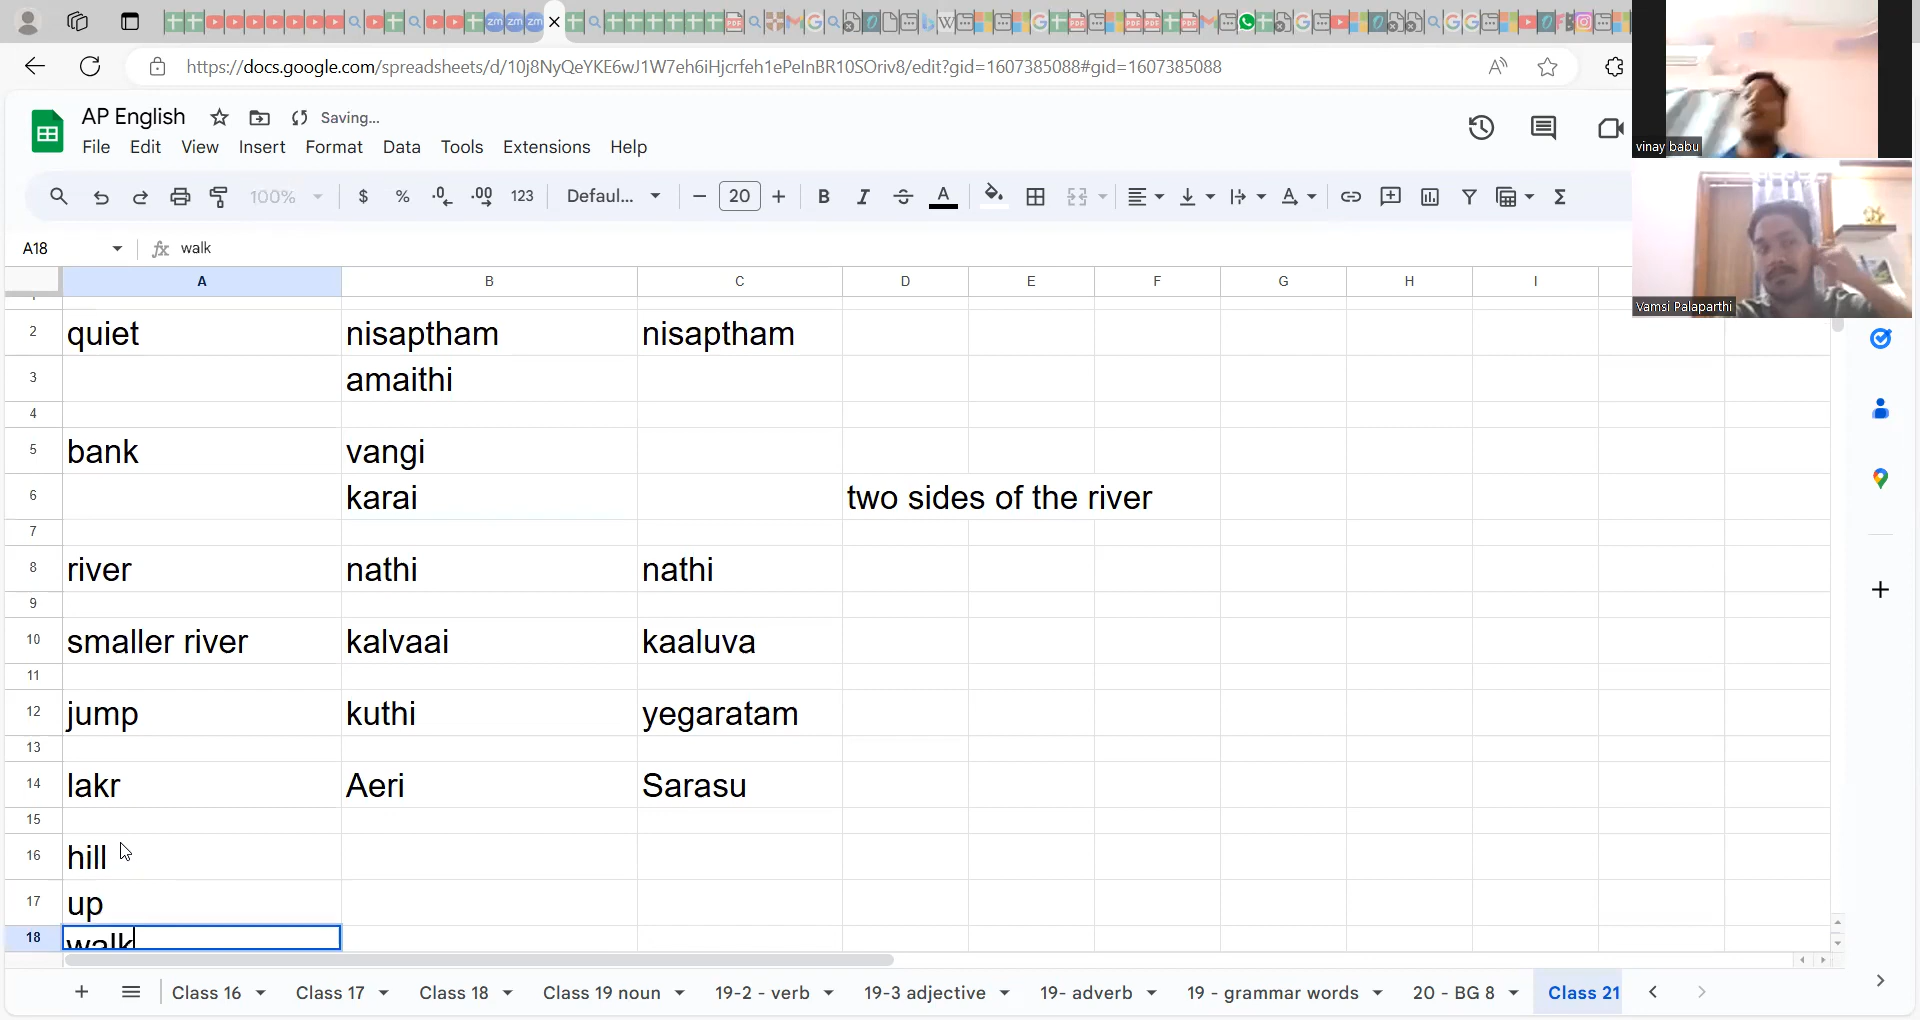 https://docs.google.com/spreadsheets/d/10j8NyQeYKE6wJ1W7eh6iHjcrfeh1ePeInBR10SOriv8/edit?gid=1607385088#gid=1607385088
AP English Saving...
File Edit View Insert Format Data Tools Extensions Help
100% $ % .0 .00 123 Defaul... 20 B I A
A18 fx walk
A B C D E F G H I
2 quiet nisaptham nisaptham
3 amaithi
4
5 bank vangi
6 karai two sides of the river
7
8 river nathi nathi
9
10 smaller river kalvaai kaaluva
11
12 jump kuthi yegaratam
13
14 lakr Aeri Sarasu
15
16 hill
17 up
18 walk
Class 16 Class 17 Class 18 Class 19 noun 19-2 - verb 19-3 adjective 19- adverb 19 - grammar words 20 - BG 8 Class 21
vinay babu
Vamsi Palaparthi